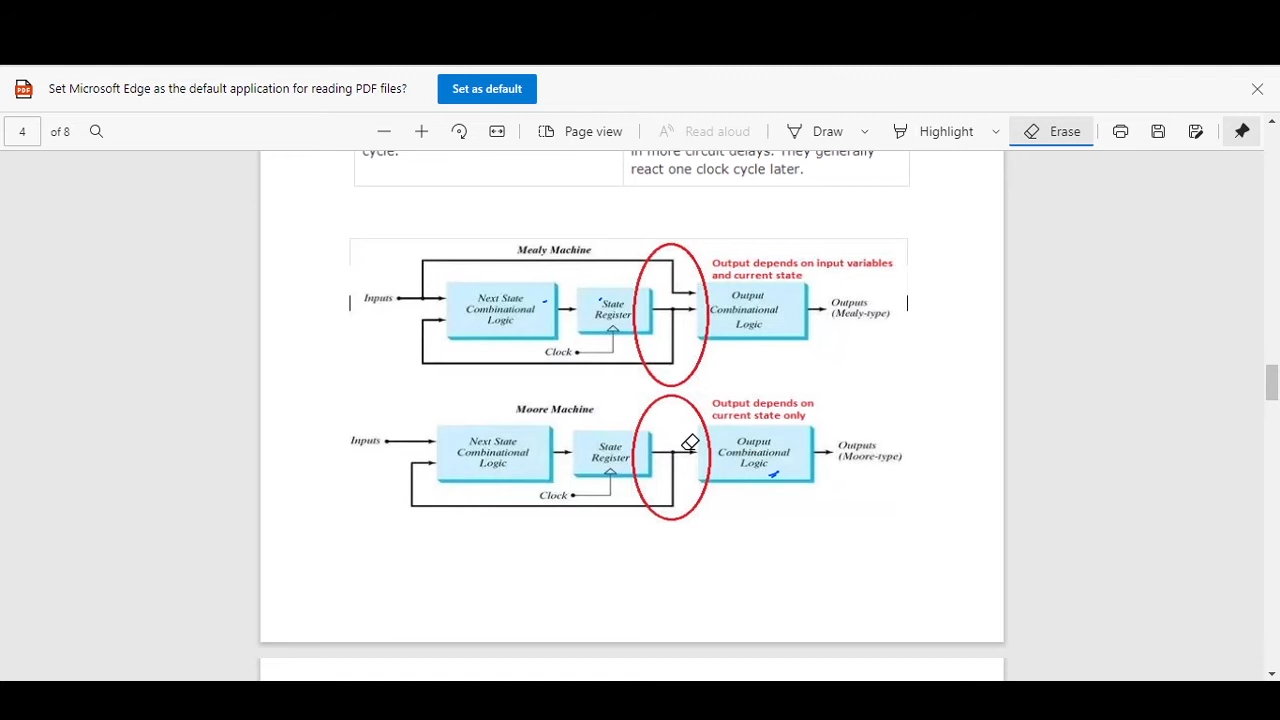 Set Microsoft Edge as the default application for reading PDF files?
Set as default
4
of 8
Page view
Read aloud
Draw
Highlight
Erase
cycle.
in more circuit delays. They generally
react one clock cycle later.
Mealy Machine
Output depends on input variables
and current state
Inputs
Next State
Combinational
Logic
State
Register
Clock
Output
Combinational
Logic
Outputs
(Mealy-type)
Moore Machine
Output depends on
current state only
Inputs
Next State
Combinational
Logic
State
Register
Clock
Output
Combinational
Logic
Outputs
(Moore-type)